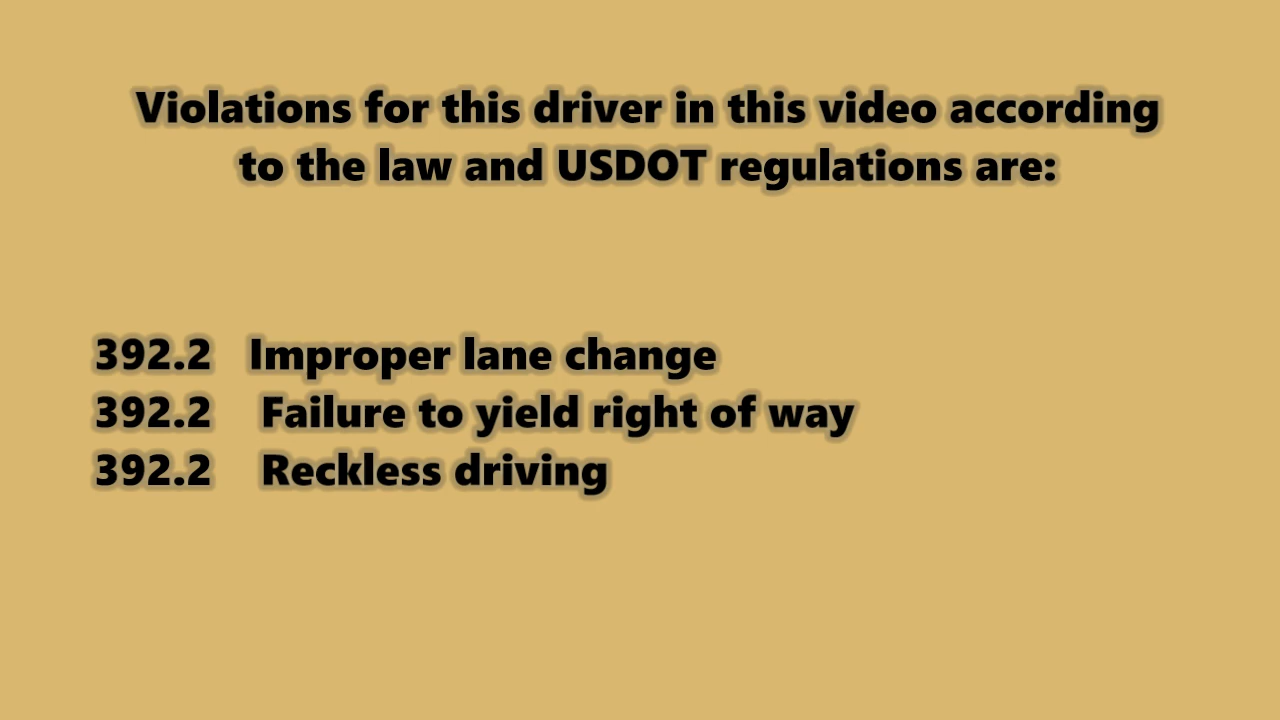 Violations for this driver in this video according
to the law and USDOT regulations are:
392.2 Improper lane change
392.2 Failure to yield right of way
392.2 Reckless driving